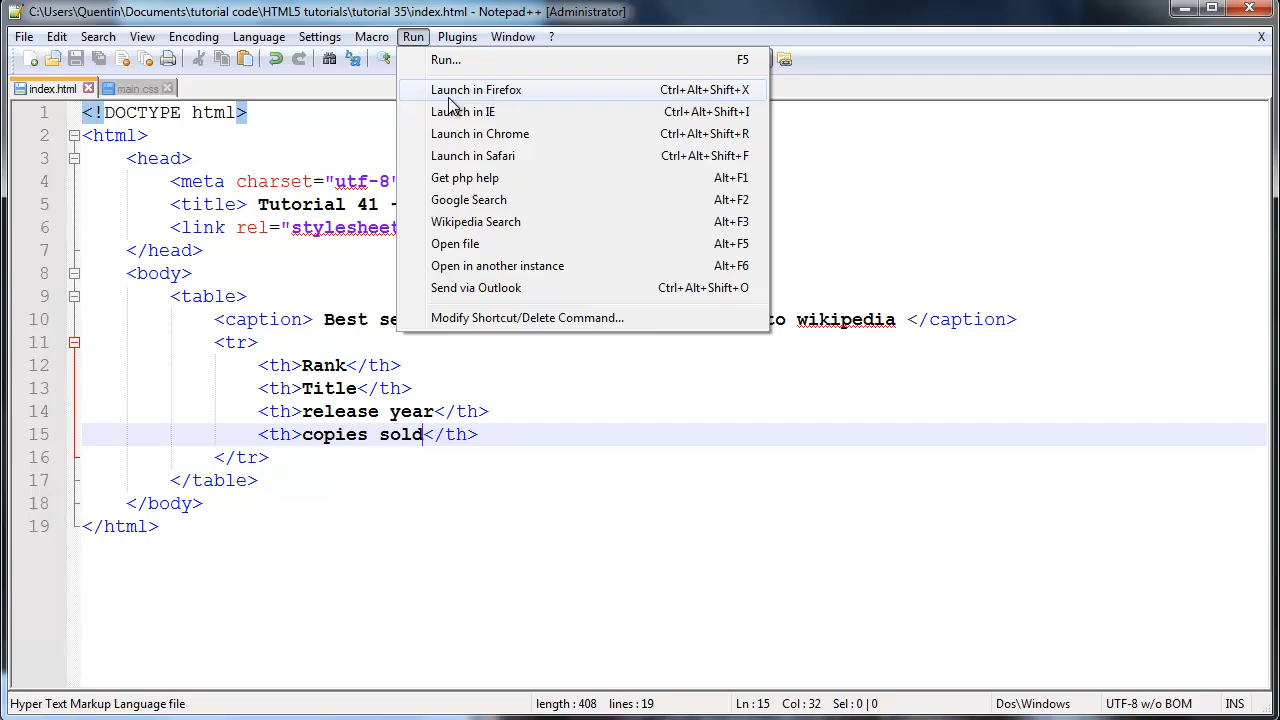 C:\Users\Quentin\Documents\tutorial code\HTML5 tutorials\tutorial 35\index.html - Notepad++ [Administrator]
File Edit Search View Encoding Language Settings Macro Run Plugins Window ? X
index.html main.css
Run... F5
Launch in Firefox Ctrl+Alt+Shift+X
Launch in IE Ctrl+Alt+Shift+I
Launch in Chrome Ctrl+Alt+Shift+R
Launch in Safari Ctrl+Alt+Shift+F
Get php help Alt+F1
Google Search Alt+F2
Wikipedia Search Alt+F3
Open file Alt+F5
Open in another instance Alt+F6
Send via Outlook Ctrl+Alt+Shift+O
Modify Shortcut/Delete Command...
1 <!DOCTYPE html>
2 <html>
3 <head>
4 <meta charset="utf-8"
5 <title> Tutorial 41 -
6 <link rel="stylesheet
7 </head>
8 <body>
9 <table>
10 <caption> Best se to wikipedia </caption>
11 <tr>
12 <th>Rank</th>
13 <th>Title</th>
14 <th>release year</th>
15 <th>copies sold</th>
16 </tr>
17 </table>
18 </body>
19 </html>
Hyper Text Markup Language file length : 408 lines : 19 Ln : 15 Col : 32 Sel : 0 | 0 Dos\Windows UTF-8 w/o BOM INS